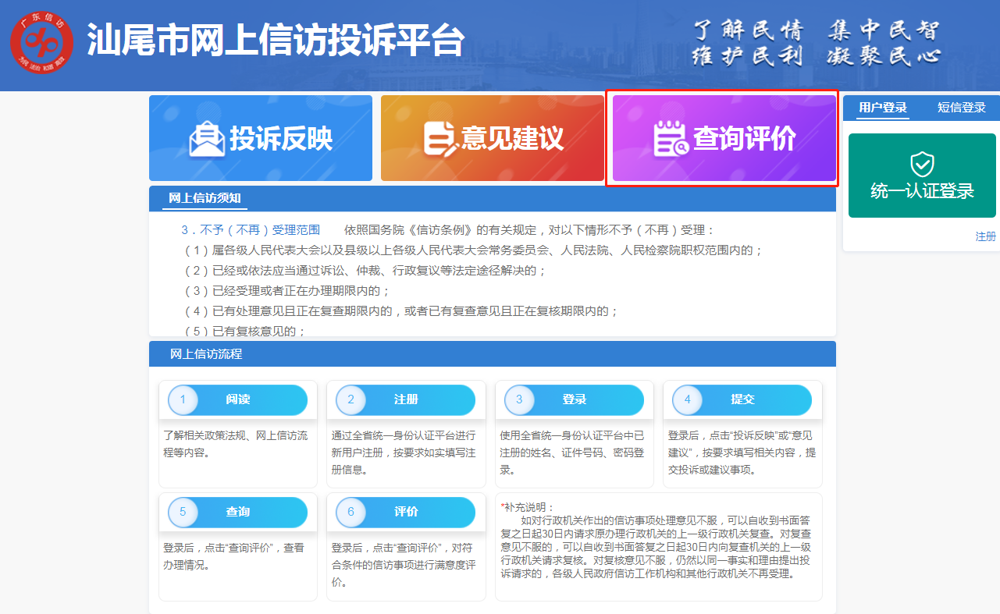 广东信访
汕尾市网上信访投诉平台
了解民情 集中民智
维护民利 凝聚民心
投诉反映
意见建议
查询评价
用户登录
短信登录
统一认证登录
注册
网上信访须知
3．不予（不再）受理范围 依照国务院《信访条例》的有关规定，对以下情形不予（不再）受理：
（1）属各级人民代表大会以及县级以上各级人民代表大会常务委员会、人民法院、人民检察院职权范围内的；
（2）已经或依法应当通过诉讼、仲裁、行政复议等法定途径解决的；
（3）已经受理或者正在办理期限内的；
（4）已有处理意见且正在复查期限内的，或者已有复查意见且正在复核期限内的；
（5）已有复核意见的；
网上信访流程
1 阅读
了解相关政策法规、网上信访流
程等内容。
2 注册
通过全省统一身份认证平台进行
新用户注册，按要求如实填写注
册信息。
3 登录
使用全省统一身份认证平台中已
注册的姓名、证件号码、密码登
录。
4 提交
登录后，点击“投诉反映”或“意见
建议”，按要求填写相关内容，提
交投诉或建议事项。
5 查询
登录后，点击“查询评价”，查看
办理情况。
6 评价
登录后，点击“查询评价”，对符
合条件的信访事项进行满意度评
价。
*补充说明：
如对行政机关作出的信访事项处理意见不服，可以自收到书面答
复之日起30日内请求原办理行政机关的上一级行政机关复查。对复查
意见不服的，可以自收到书面答复之日起30日内向复查机关的上一级
行政机关请求复核。对复核意见不服，仍然以同一事实和理由提出投
诉请求的，各级人民政府信访工作机构和其他行政机关不再受理。